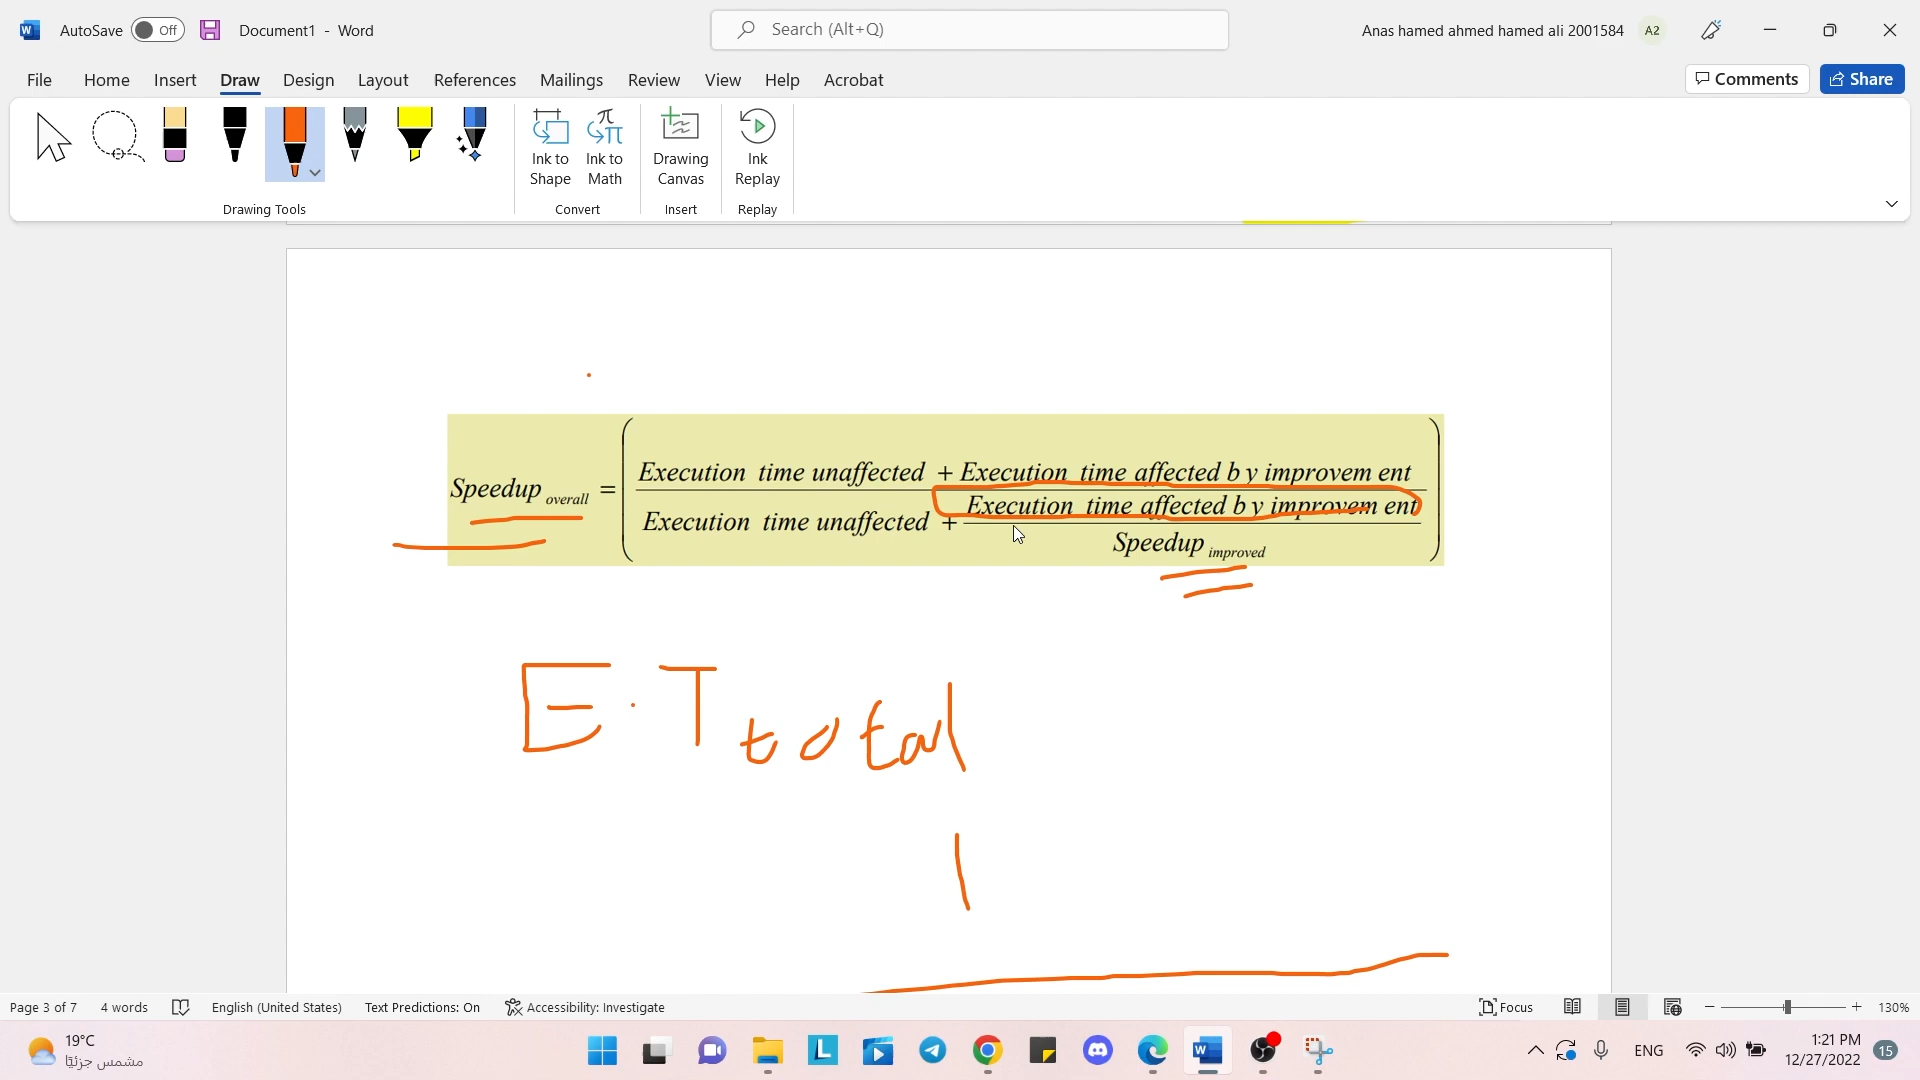 AutoSave Off Document1 - Word Search (Alt+Q) Anas hamed ahmed hamed ali 2001584 A2
File Home Insert Draw Design Layout References Mailings Review View Help Acrobat Comments Share
Ink to Shape Ink to Math Drawing Canvas Ink Replay
Drawing Tools Convert Insert Replay
Speedup overall = ( Execution time unaffected + Execution time affected b y improvem ent
Execution time unaffected + Execution time affected b y improvem ent
Speedup improved )
E.T total
Page 3 of 7 4 words English (United States) Text Predictions: On Accessibility: Investigate Focus 130%
19°C
مشمس جزئيًا
ENG
1:21 PM
12/27/2022
15